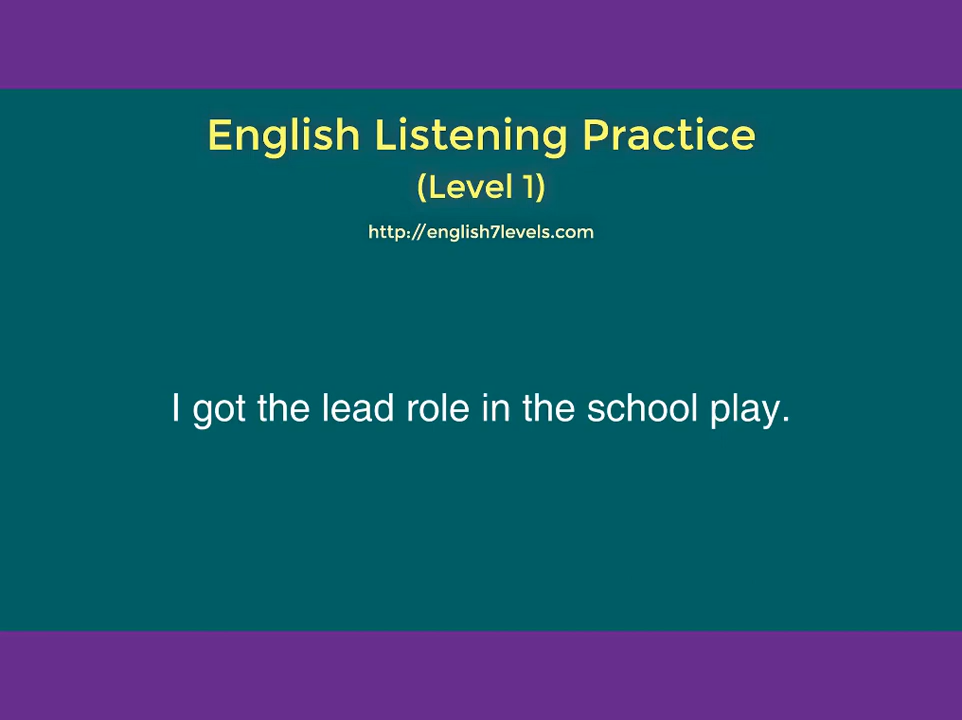 English Listening Practice
(Level 1)
http://english7levels.com
I got the lead role in the school play.